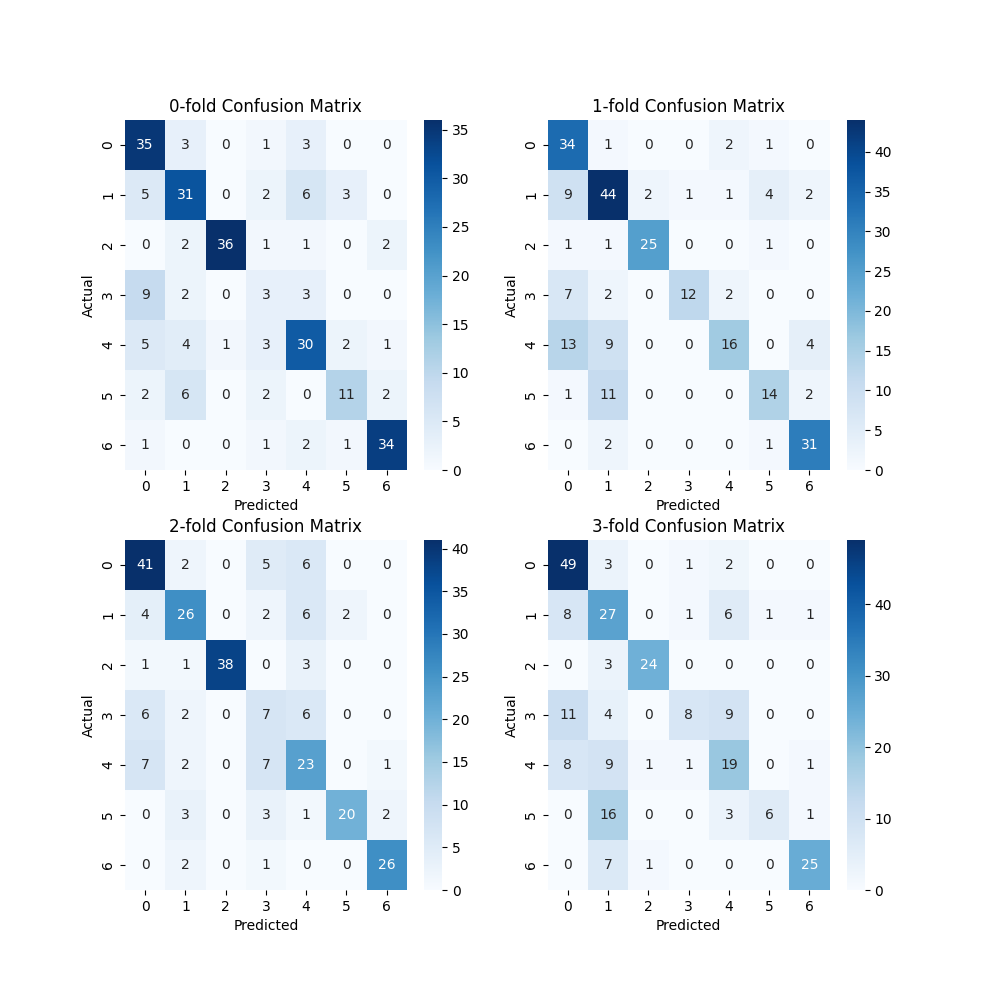 0-fold Confusion Matrix
35 3 0 1 3 0 0
5 31 0 2 6 3 0
0 2 36 1 1 0 2
9 2 0 3 3 0 0
5 4 1 3 30 2 1
2 6 0 2 0 11 2
1 0 0 1 2 1 34
0 1 2 3 4 5 6
Predicted
0 1 2 3 4 5 6
Actual
35
30
25
20
15
10
5
0
1-fold Confusion Matrix
34 1 0 0 2 1 0
9 44 2 1 1 4 2
1 1 25 0 0 1 0
7 2 0 12 2 0 0
13 9 0 0 16 0 4
1 11 0 0 0 14 2
0 2 0 0 0 1 31
0 1 2 3 4 5 6
Predicted
0 1 2 3 4 5 6
Actual
40
35
30
25
20
15
10
5
0
2-fold Confusion Matrix
41 2 0 5 6 0 0
4 26 0 2 6 2 0
1 1 38 0 3 0 0
6 2 0 7 6 0 0
7 2 0 7 23 0 1
0 3 0 3 1 20 2
0 2 0 1 0 0 26
0 1 2 3 4 5 6
Predicted
0 1 2 3 4 5 6
Actual
40
35
30
25
20
15
10
5
0
3-fold Confusion Matrix
49 3 0 1 2 0 0
8 27 0 1 6 1 1
0 3 24 0 0 0 0
11 4 0 8 9 0 0
8 9 1 1 19 0 1
0 16 0 0 3 6 1
0 7 1 0 0 0 25
0 1 2 3 4 5 6
Predicted
0 1 2 3 4 5 6
Actual
40
30
20
10
0